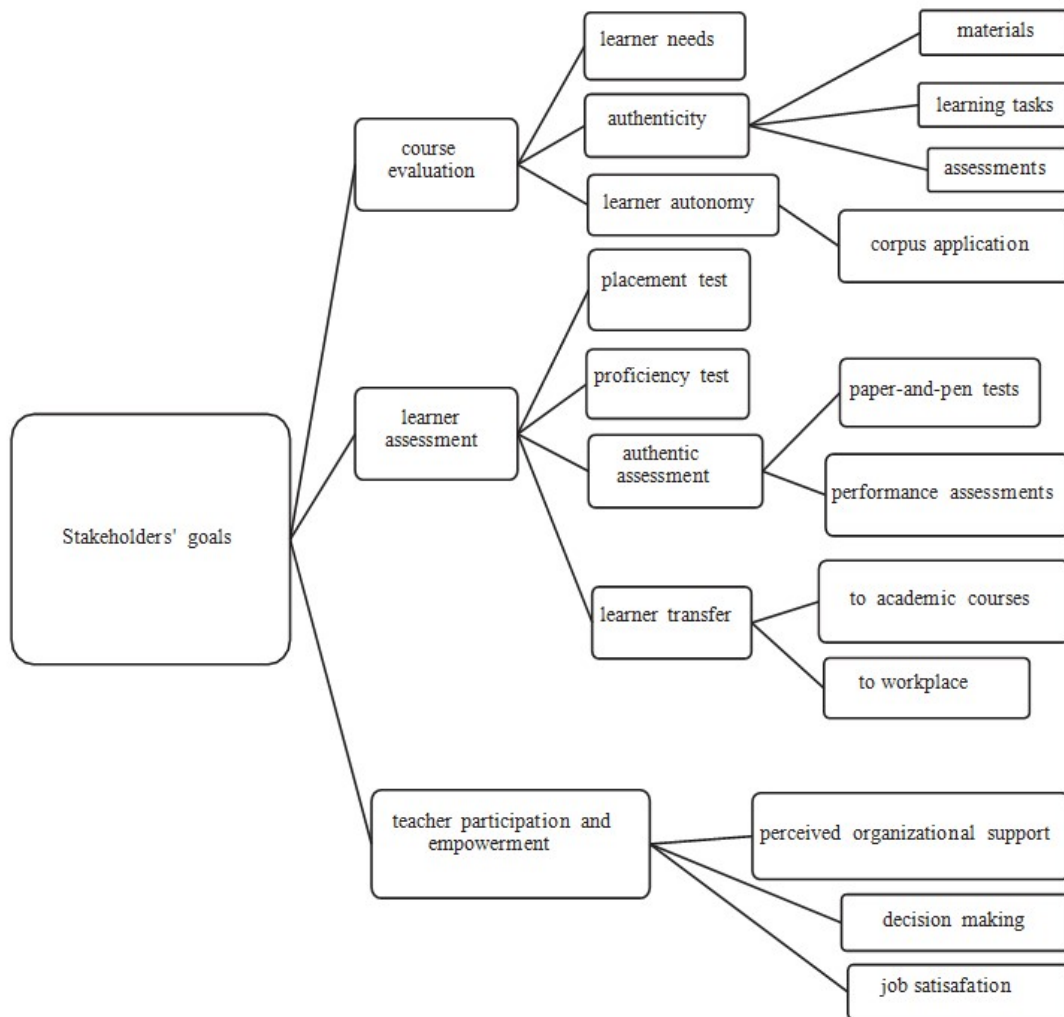 learner needs
materials
authenticity
learning tasks
course
evaluation
assessments
learner autonomy
corpus application
placement test
proficiency test
paper-and-pen tests
learner
assessment
authentic
assessment
performance assessments
Stakeholders' goals
to academic courses
learner transfer
to workplace
teacher participation and
empowerment
perceived organizational support
decision making
job satisafation